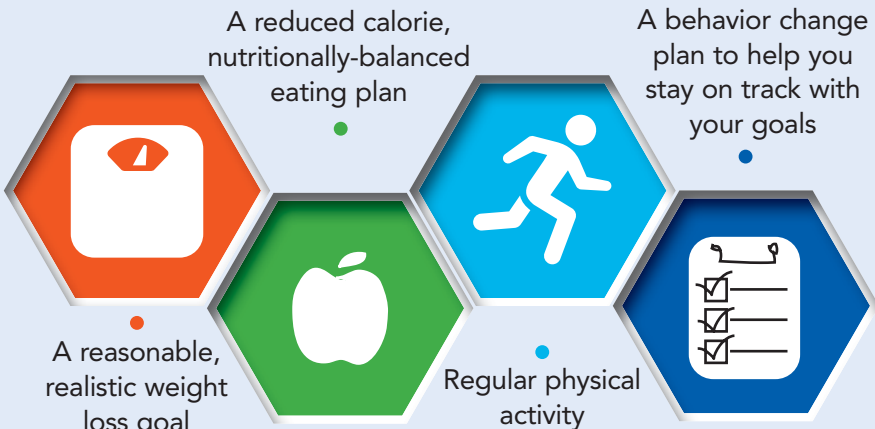 A reduced calorie,
nutritionally-balanced
eating plan
A behavior change
plan to help you
stay on track with
your goals
A reasonable,
realistic weight
loss goal
Regular physical
activity